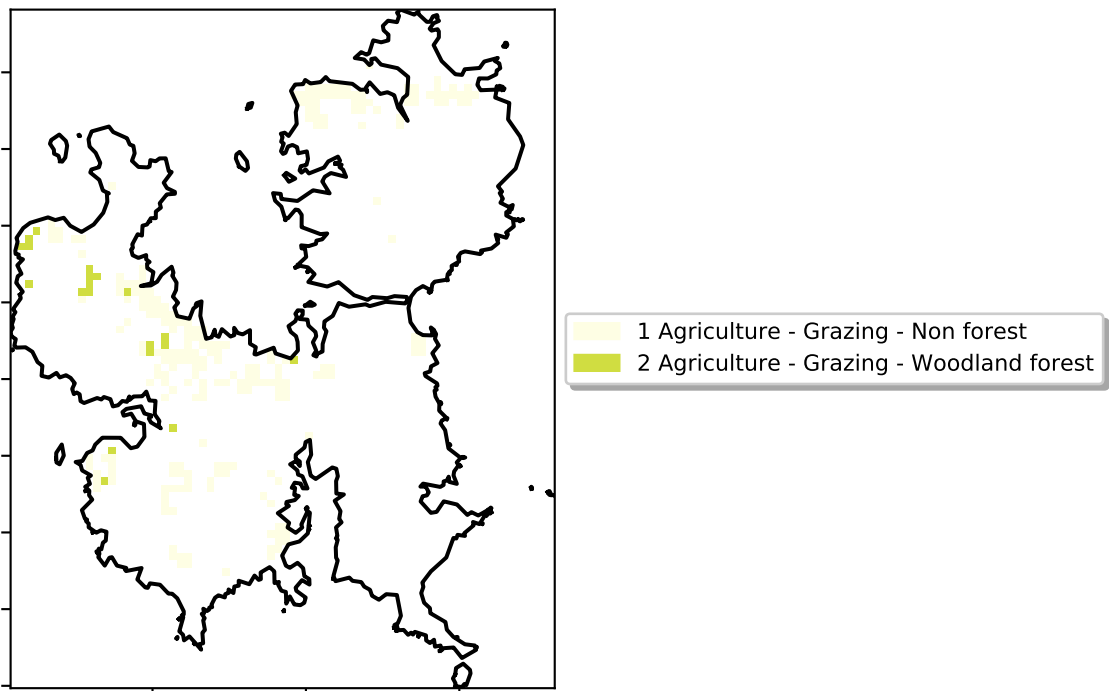 1 Agriculture - Grazing - Non forest
2 Agriculture - Grazing - Woodland forest